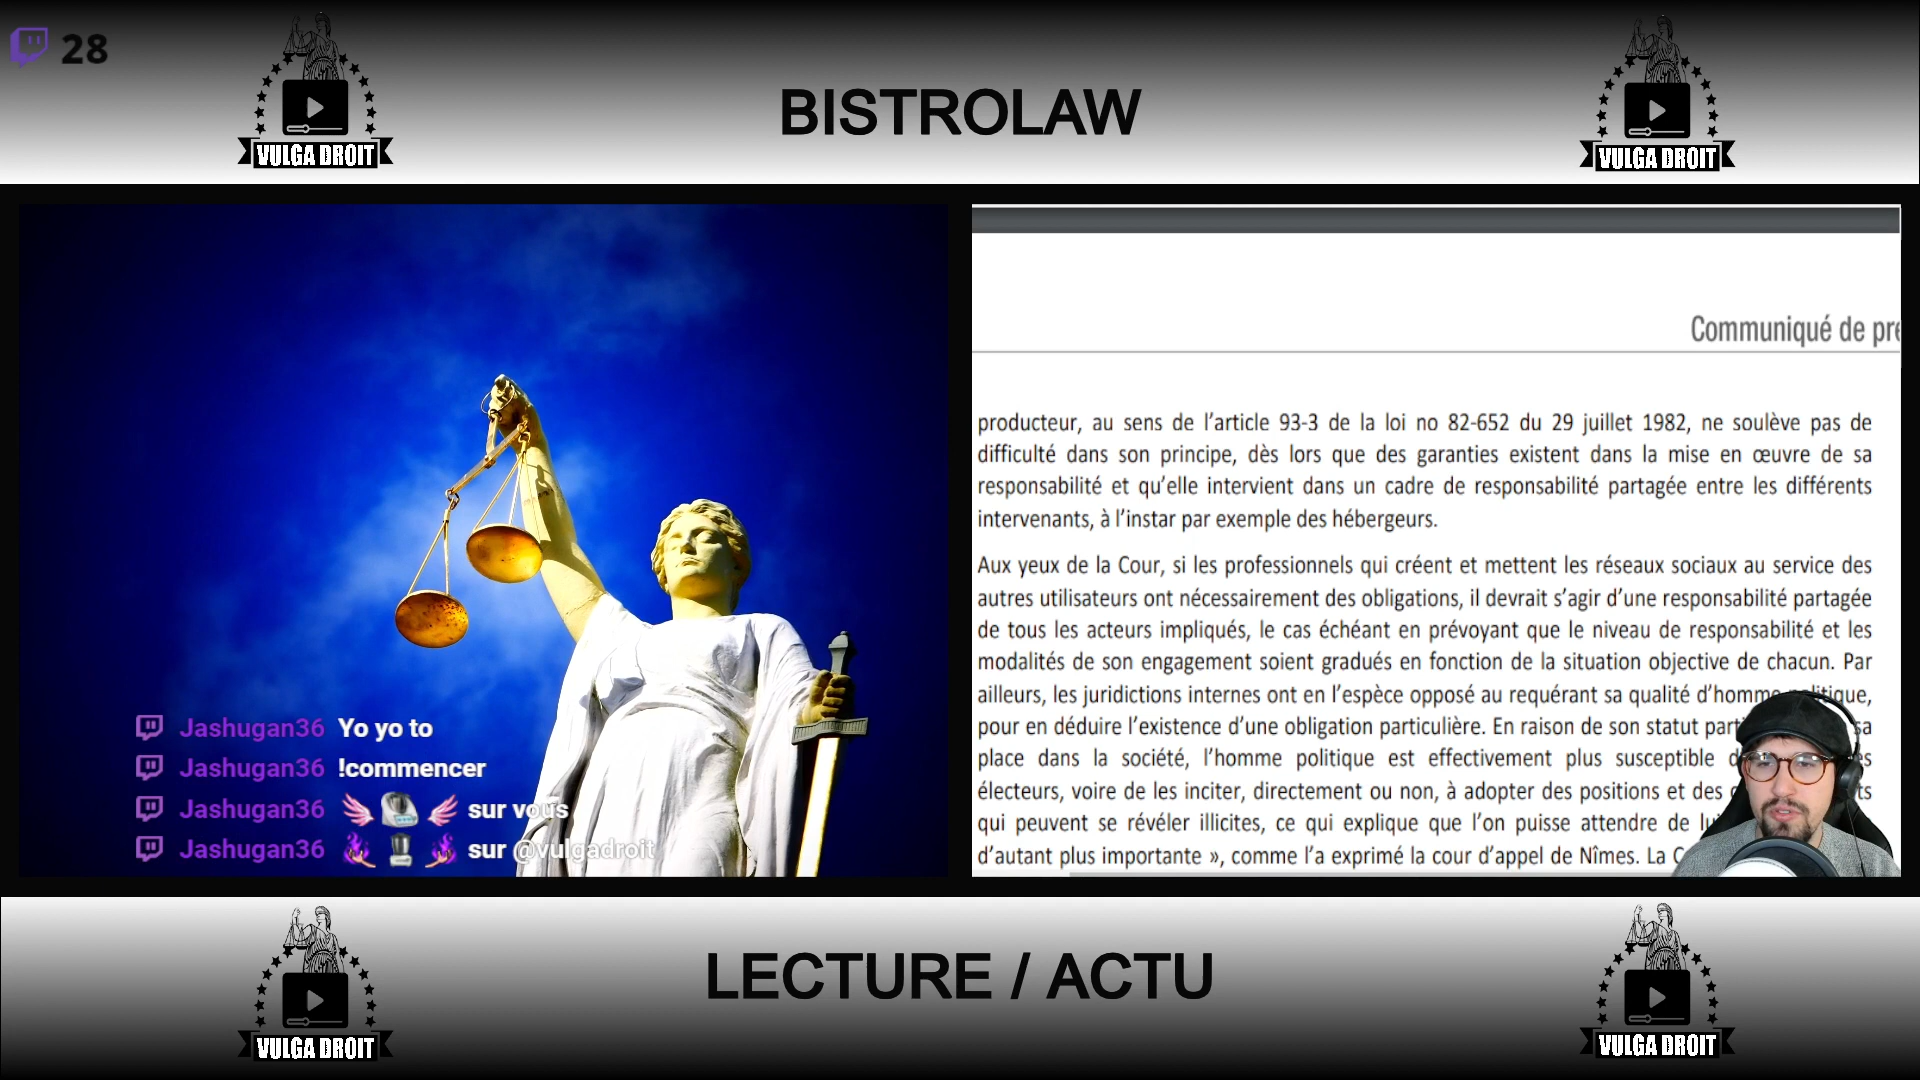 28
VULGA DROIT
BISTROLAW
VULGA DROIT
Jashugan36 Yo yo to
Jashugan36 !commencer
Jashugan36 sur vous
Jashugan36 sur @vulgadroit
Communiqué de pre
producteur, au sens de l’article 93-3 de la loi no 82-652 du 29 juillet 1982, ne soulève pas de
difficulté dans son principe, dès lors que des garanties existent dans la mise en œuvre de sa
responsabilité et qu’elle intervient dans un cadre de responsabilité partagée entre les différents
intervenants, à l’instar par exemple des hébergeurs.
Aux yeux de la Cour, si les professionnels qui créent et mettent les réseaux sociaux au service des
autres utilisateurs ont nécessairement des obligations, il devrait s’agir d’une responsabilité partagée
de tous les acteurs impliqués, le cas échéant en prévoyant que le niveau de responsabilité et les
modalités de son engagement soient gradués en fonction de la situation objective de chacun. Par
ailleurs, les juridictions internes ont en l’espèce opposé au requérant sa qualité d’homme politique,
pour en déduire l’existence d’une obligation particulière. En raison de son statut part sa
place dans la société, l’homme politique est effectivement plus susceptible
électeurs, voire de les inciter, directement ou non, à adopter des positions et des
qui peuvent se révéler illicites, ce qui explique que l’on puisse attendre de
d’autant plus importante », comme l’a exprimé la cour d’appel de Nîmes. La
VULGA DROIT
LECTURE / ACTU
VULGA DROIT